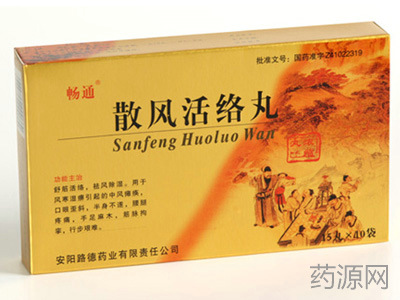 批准文号：国药准字Z41022319
畅通®
散风活络丸
Sanfeng Huoluo Wan
功能主治
舒筋活络，祛风除湿。用于
风寒湿痹引起的中风瘫痪，
口眼歪斜，半身不遂，腰腿
疼痛，手足麻木，筋脉拘
挛，行步艰难。
15丸×10袋
安阳路德药业有限责任公司
药源网